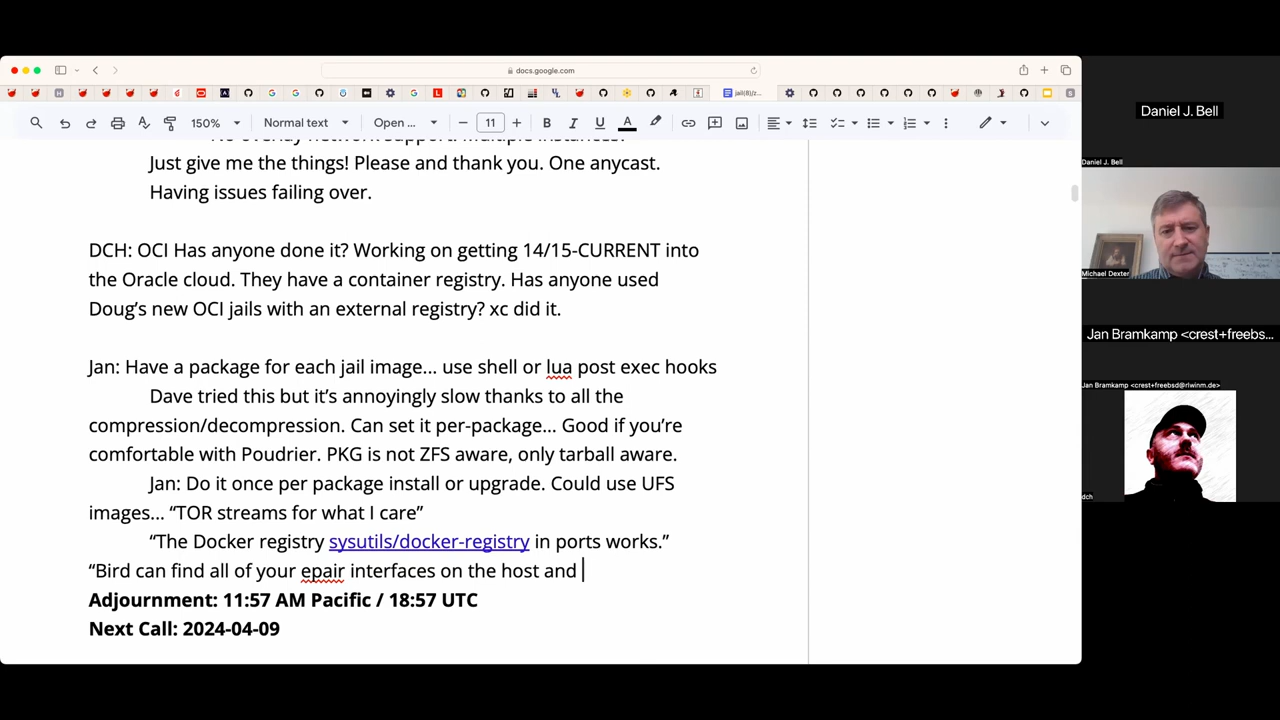 docs.google.com
jail(8)/z...
150%
Normal text
Open ...
11
Just give me the things! Please and thank you. One anycast.
Having issues failing over.
DCH: OCI Has anyone done it? Working on getting 14/15-CURRENT into
the Oracle cloud. They have a container registry. Has anyone used
Doug's new OCI jails with an external registry? xc did it.
Jan: Have a package for each jail image... use shell or lua post exec hooks
Dave tried this but it's annoyingly slow thanks to all the
compression/decompression. Can set it per-package... Good if you're
comfortable with Poudrier. PKG is not ZFS aware, only tarball aware.
Jan: Do it once per package install or upgrade. Could use UFS
images... “TOR streams for what I care”
“The Docker registry sysutils/docker-registry in ports works.”
“Bird can find all of your epair interfaces on the host and
Adjournment: 11:57 AM Pacific / 18:57 UTC
Next Call: 2024-04-09
Daniel J. Bell
Daniel J. Bell
Michael Dexter
Jan Bramkamp <crest+freebs...
Jan Bramkamp <crest+freebsd@rlwinm.de>
dch